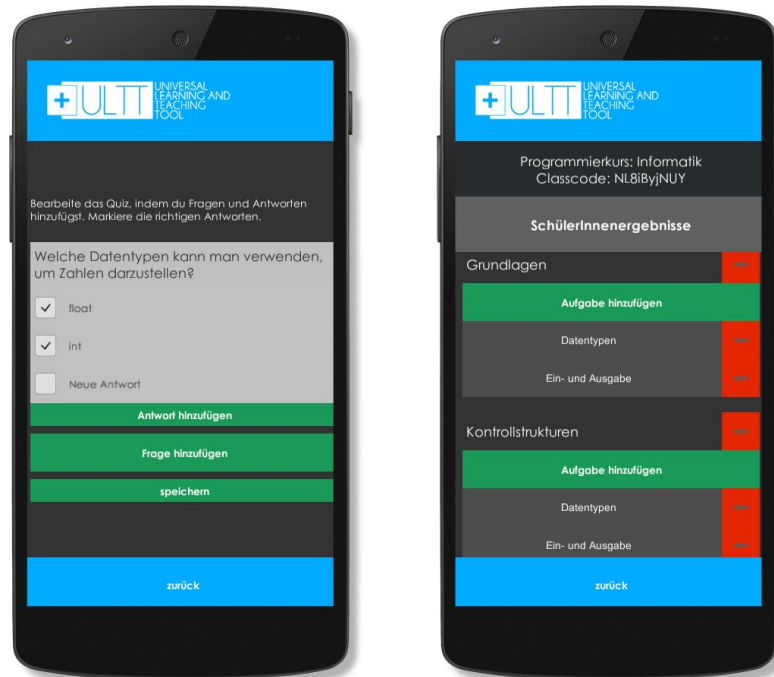 ULTT
UNIVERSAL
LEARNING AND
TEACHING
TOOL
Bearbeite das Quiz, indem du Fragen und Antworten
hinzufügst. Markiere die richtigen Antworten.
Welche Datentypen kann man verwenden,
um Zahlen darzustellen?
float
int
Neue Antwort
Antwort hinzufügen
Frage hinzufügen
speichern
zurück
ULTT
UNIVERSAL
LEARNING AND
TEACHING
TOOL
Programmierkurs: Informatik
Classcode: NL8iByjNUY
SchülerInnenergebnisse
Grundlagen
Aufgabe hinzufügen
Datentypen
Ein- und Ausgabe
Kontrollstrukturen
Aufgabe hinzufügen
Datentypen
Ein- und Ausgabe
zurück